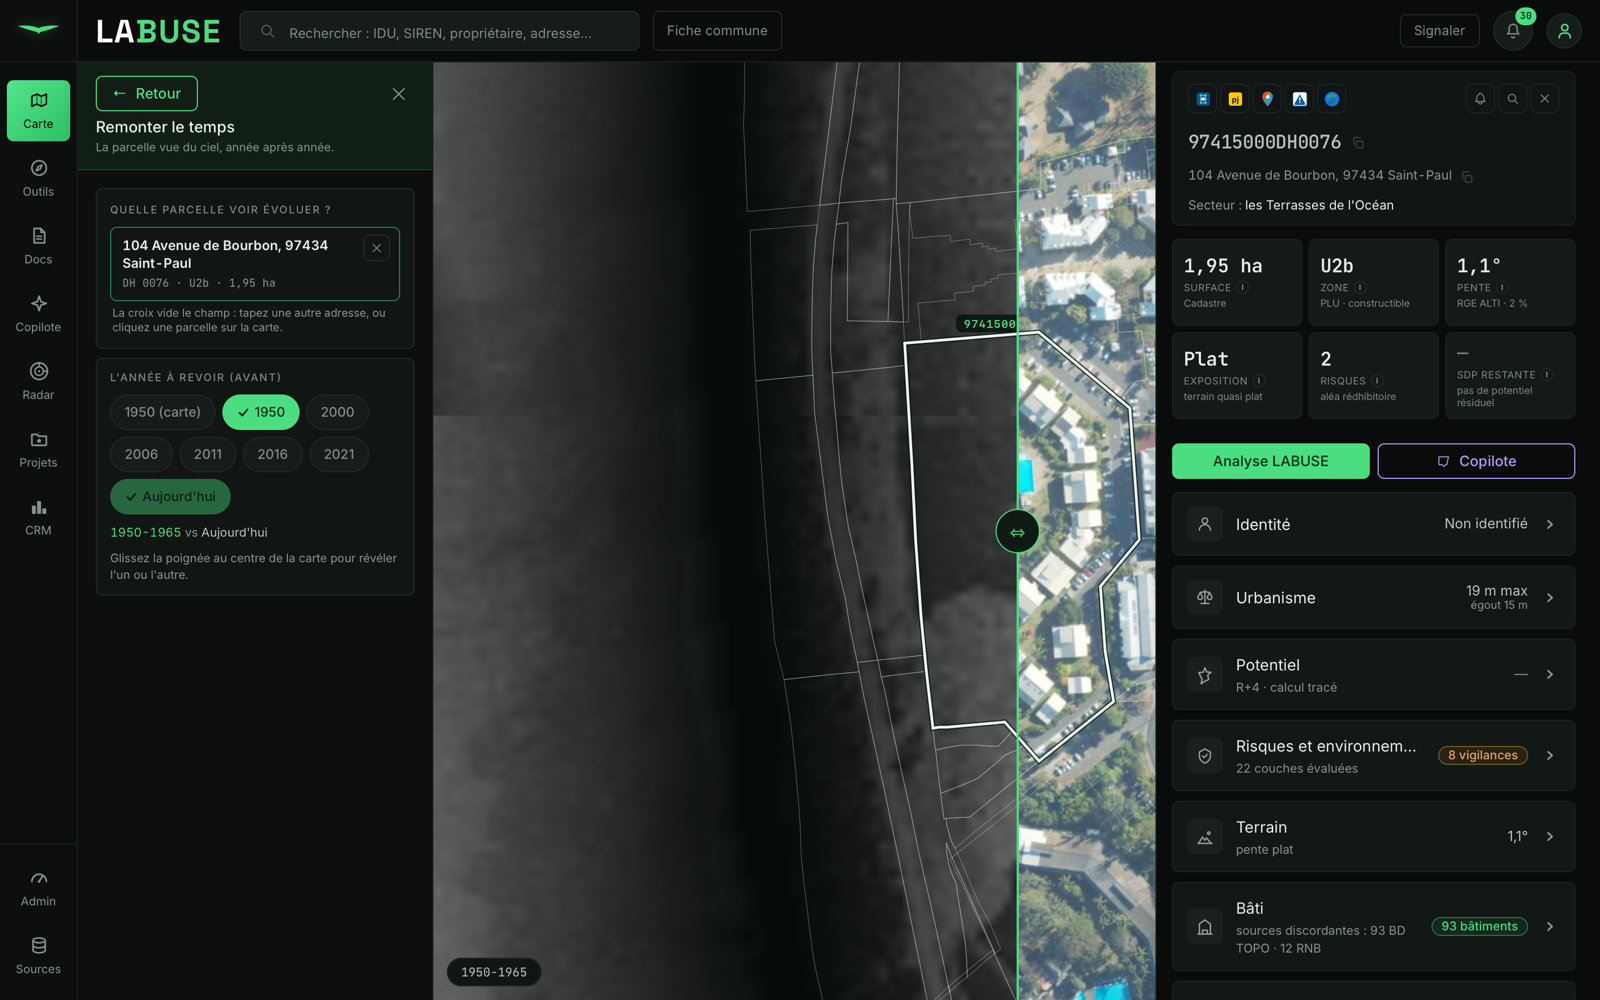 LABUSE
Rechercher : IDU, SIREN, propriétaire, adresse...
Fiche commune
Signaler
30
Carte
Outils
Docs
Copilote
Radar
Projets
CRM
Admin
Sources
← Retour
Remonter le temps
La parcelle vue du ciel, année après année.
QUELLE PARCELLE VOIR ÉVOLUER ?
104 Avenue de Bourbon, 97434
Saint-Paul
DH 0076 · U2b · 1,95 ha
La croix vide le champ : tapez une autre adresse, ou
cliquez une parcelle sur la carte.
L'ANNÉE À REVOIR (AVANT)
1950 (carte)
1950
2000
2006
2011
2016
2021
Aujourd'hui
1950-1965 vs Aujourd'hui
Glissez la poignée au centre de la carte pour révéler
l'un ou l'autre.
9741500
1950-1965
pj
97415000DH0076
104 Avenue de Bourbon, 97434 Saint-Paul
Secteur : les Terrasses de l'Océan
1,95 ha
SURFACE
Cadastre
U2b
ZONE
PLU · constructible
1,1°
PENTE
RGE ALTI · 2 %
Plat
EXPOSITION
terrain quasi plat
2
RISQUES
aléa rédhibitoire
—
SDP RESTANTE
pas de potentiel
résiduel
Analyse LABUSE
Copilote
Identité
Non identifié
Urbanisme
19 m max
égout 15 m
Potentiel
R+4 · calcul tracé
—
Risques et environnem...
22 couches évaluées
8 vigilances
Terrain
pente plat
1,1°
Bâti
sources discordantes : 93 BD
TOPO · 12 RNB
93 bâtiments